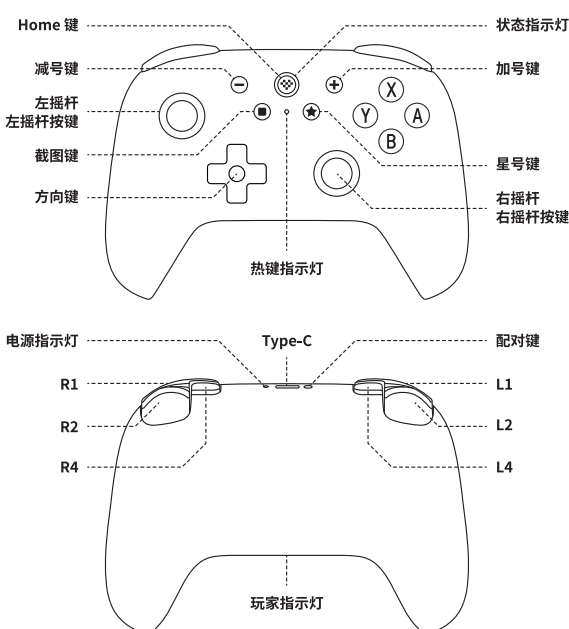 Home 键
状态指示灯
减号键
加号键
X
Y
A
B
左摇杆
左摇杆按键
截图键
星号键
方向键
右摇杆
右摇杆按键
热键指示灯
电源指示灯
Type-C
配对键
R1
L1
R2
L2
R4
L4
玩家指示灯